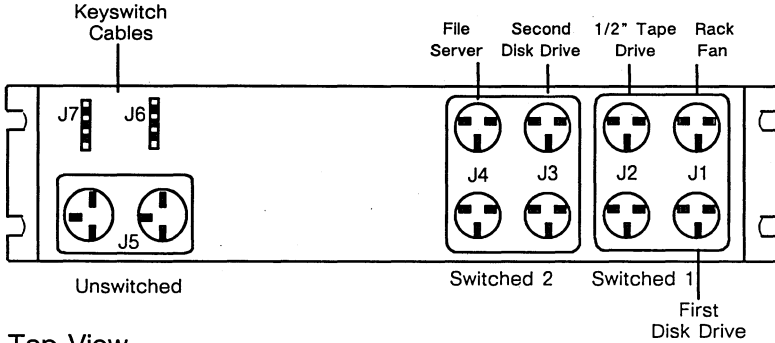 Keyswitch
Cables
File
Server
Second
Disk Drive
1/2" Tape
Drive
Rack
Fan
J7
J6
J5
J4
J3
J2
J1
Unswitched
Switched 2
Switched 1
First
Disk Drive
Top View